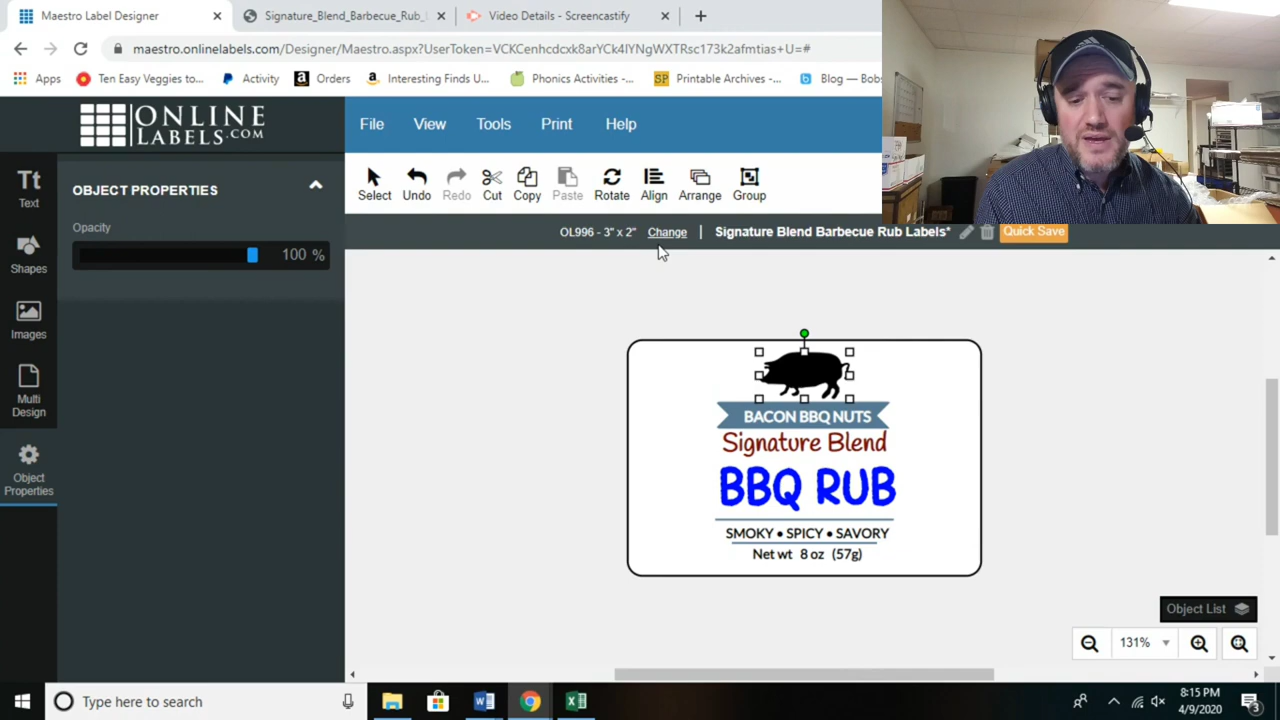 Maestro Label Designer
Signature_Blend_Barbecue_Rub_
Video Details - Screencastify
maestro.onlinelabels.com/Designer/Maestro.aspx?UserToken=VCKCenhcdcxk8arYCk4IYNgWXTRsc173k2afmtias+U=#
Apps
Ten Easy Veggies to...
Activity
Orders
Interesting Finds U...
Phonics Activities -...
SP Printable Archives -...
Blog — Bobs
ONLINE
LABELS.COM
File View Tools Print Help
Select Undo Redo Cut Copy Paste Rotate Align Arrange Group
OL996 - 3" x 2" Change | Signature Blend Barbecue Rub Labels* Quick Save
Tt
Text
Shapes
Images
Multi
Design
Object
Properties
OBJECT PROPERTIES
Opacity
100 %
BACON BBQ NUTS
Signature Blend
BBQ RUB
SMOKY • SPICY • SAVORY
Net wt 8 oz (57g)
Object List
131%
Type here to search
8:15 PM
4/9/2020
3